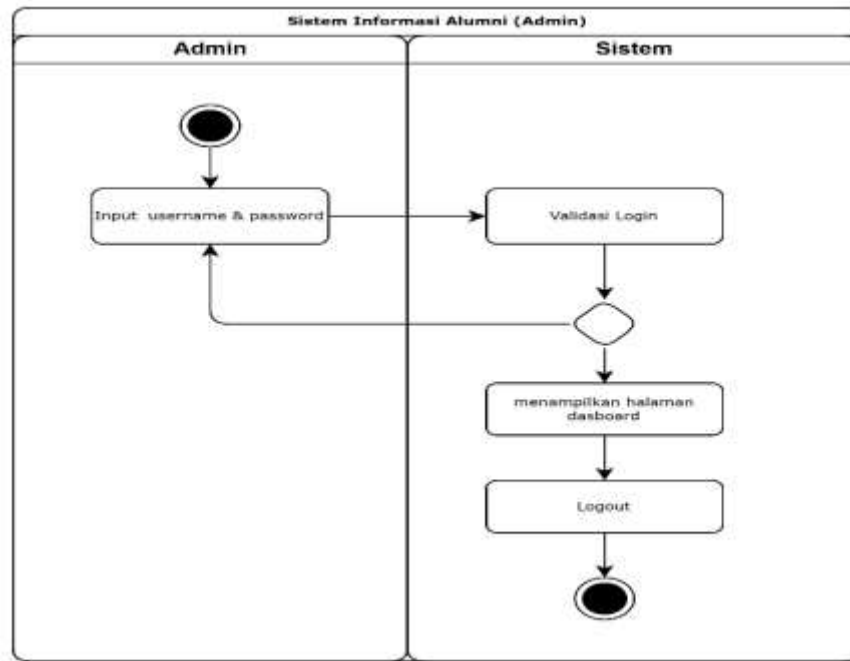 Sistem Informasi Alumni (Admin)
Admin
Sistem
Input username & password
Validasi Login
menampilkan halaman
dasboard
Logout